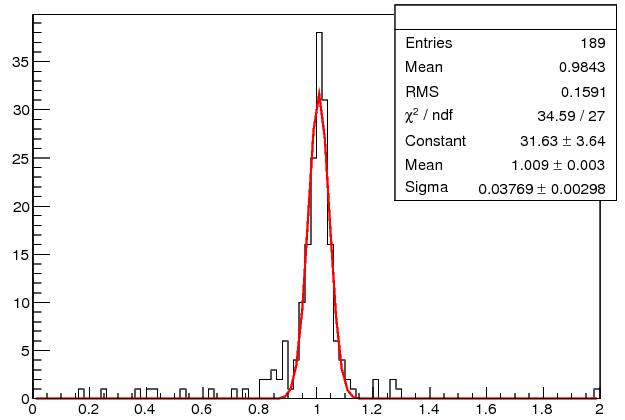 Entries 189
Mean 0.9843
RMS 0.1591
χ² / ndf 34.59 / 27
Constant 31.63 ± 3.64
Mean 1.009 ± 0.003
Sigma 0.03769 ± 0.00298
35
30
25
20
15
10
5
0
0 0.2 0.4 0.6 0.8 1 1.2 1.4 1.6 1.8 2